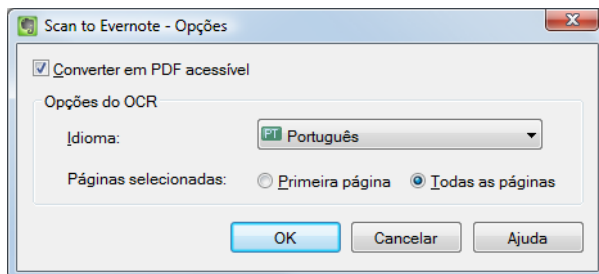 Scan to Evernote - Opções
Converter em PDF acessível
Opções do OCR
Idioma: PT Português
Páginas selecionadas: Primeira página Todas as páginas
OK Cancelar Ajuda